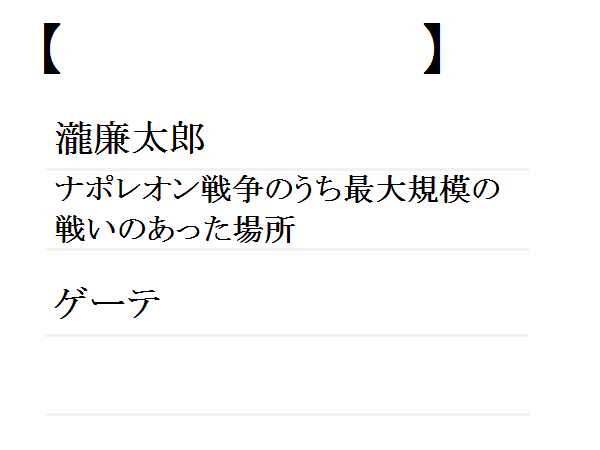 【 】
瀧廉太郎
ナポレオン戦争のうち最大規模の
戦いのあった場所
ゲーテ